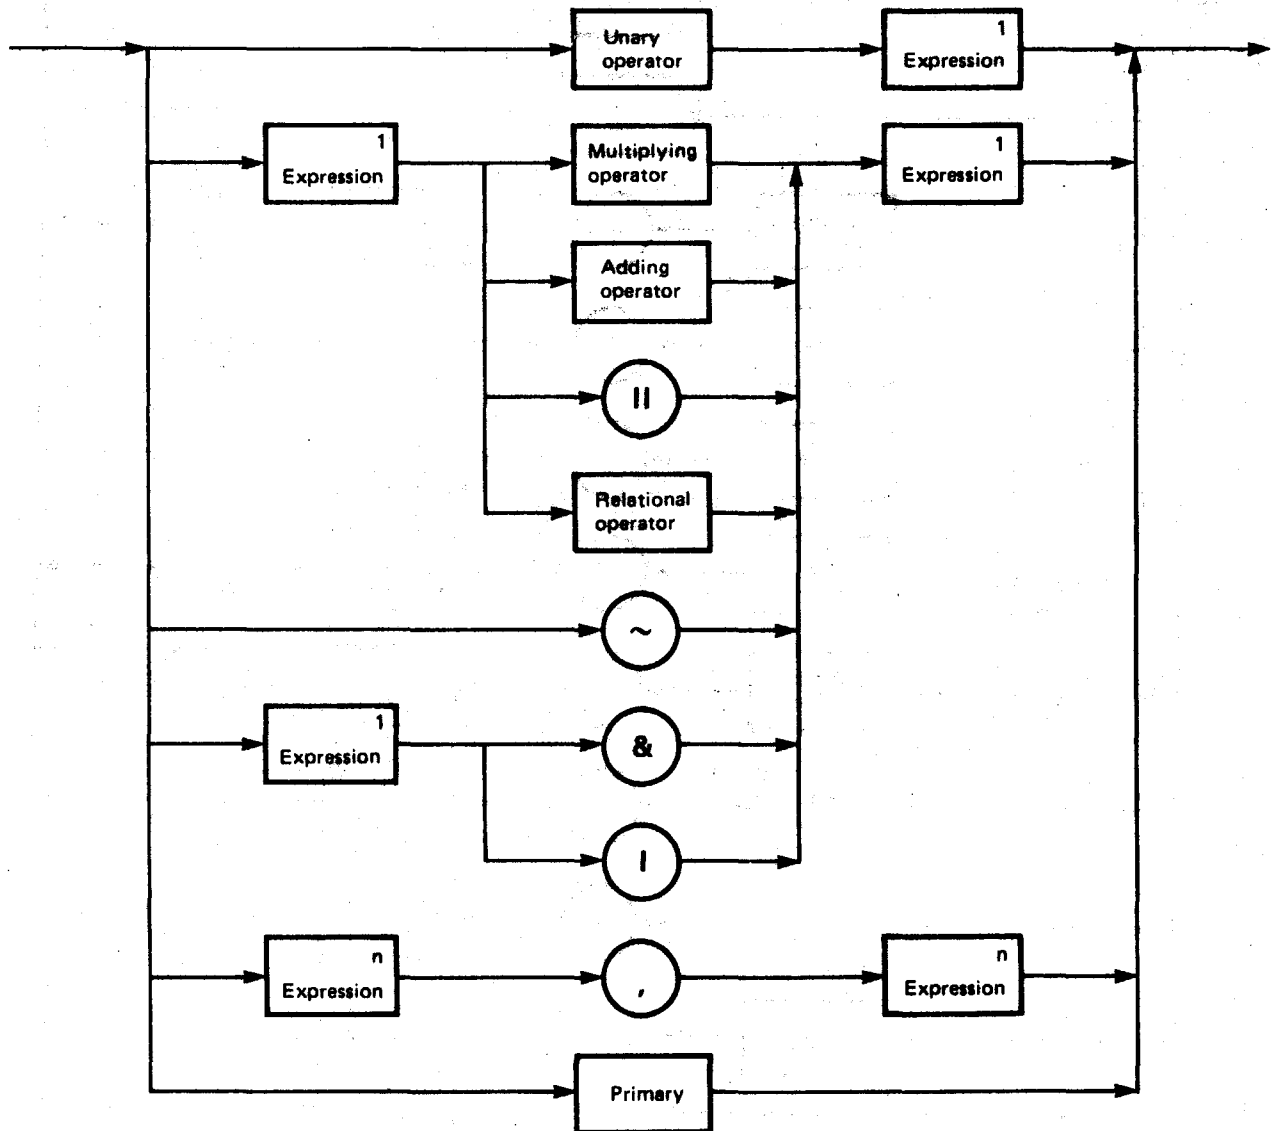 Unary
operator
1
Expression
1
Expression
Multiplying
operator
1
Expression
Adding
operator
||
Relational
operator
~
1
Expression
&
|
n
Expression
,
n
Expression
Primary